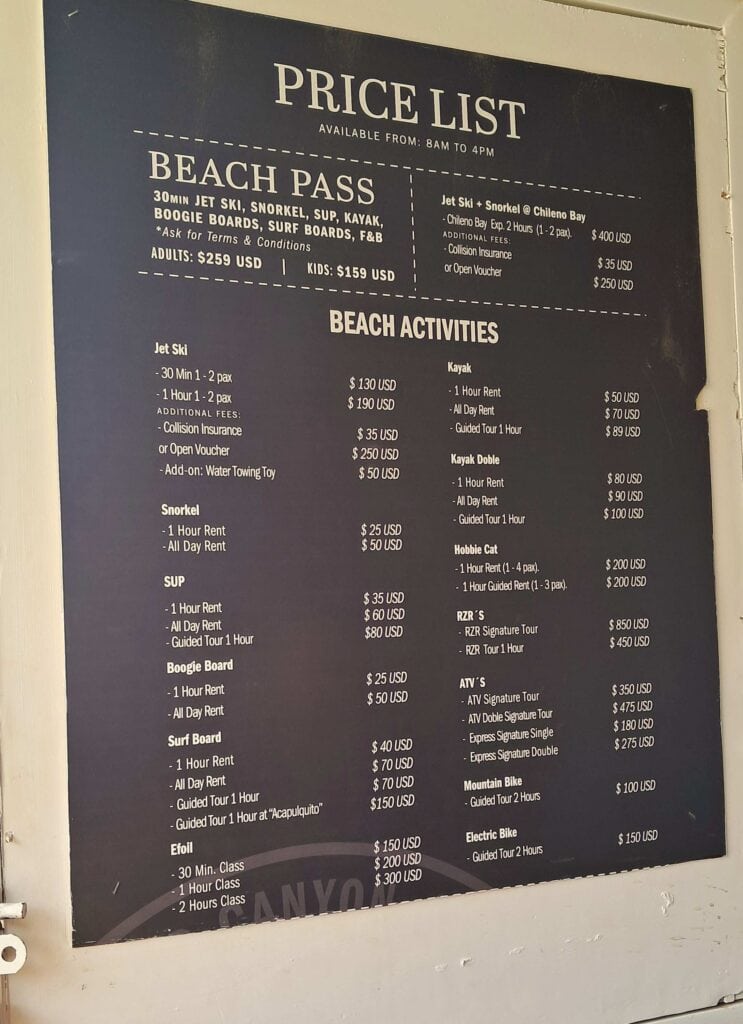 PRICE LIST
AVAILABLE FROM: 8AM TO 4PM
BEACH PASS
30MIN JET SKI, SNORKEL, SUP, KAYAK,
BOOGIE BOARDS, SURF BOARDS, F&B
*Ask for Terms & Conditions
ADULTS: $259 USD | KIDS: $159 USD
Jet Ski + Snorkel @ Chileno Bay
- Chileno Bay Exp. 2 Hours (1 - 2 pax). $ 400 USD
ADDITIONAL FEES:
- Collision Insurance $ 35 USD
or Open Voucher $ 250 USD
BEACH ACTIVITIES
Jet Ski
- 30 Min 1 - 2 pax $ 130 USD
- 1 Hour 1 - 2 pax $ 190 USD
ADDITIONAL FEES:
- Collision Insurance $ 35 USD
or Open Voucher $ 250 USD
- Add-on: Water Towing Toy $ 50 USD
Snorkel
- 1 Hour Rent $ 25 USD
- All Day Rent $ 50 USD
SUP
- 1 Hour Rent $ 35 USD
- All Day Rent $ 60 USD
- Guided Tour 1 Hour $80 USD
Boogie Board
- 1 Hour Rent $ 25 USD
- All Day Rent $ 50 USD
Surf Board
- 1 Hour Rent $ 40 USD
- All Day Rent $ 70 USD
- Guided Tour 1 Hour $ 70 USD
- Guided Tour 1 Hour at "Acapulquito" $150 USD
Efoil
- 30 Min. Class $ 150 USD
- 1 Hour Class $ 200 USD
- 2 Hours Class $ 300 USD
Kayak
- 1 Hour Rent $ 50 USD
- All Day Rent $ 70 USD
- Guided Tour 1 Hour $ 89 USD
Kayak Doble
- 1 Hour Rent $ 80 USD
- All Day Rent $ 90 USD
- Guided Tour 1 Hour $ 100 USD
Hobbie Cat
- 1 Hour Rent (1 - 4 pax). $ 200 USD
- 1 Hour Guided Rent (1 - 3 pax). $ 200 USD
RZR´S
- RZR Signature Tour $ 850 USD
- RZR Tour 1 Hour $ 450 USD
ATV´S
- ATV Signature Tour $ 350 USD
- ATV Doble Signature Tour $ 475 USD
- Express Signature Single $ 180 USD
- Express Signature Double $ 275 USD
Mountain Bike
- Guided Tour 2 Hours $ 100 USD
Electric Bike
- Guided Tour 2 Hours $ 150 USD
CANYON